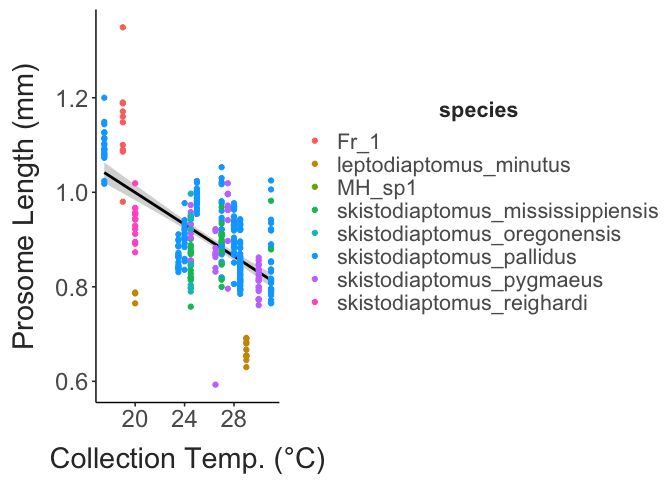 Prosome Length (mm)
1.2
1.0
0.8
0.6
20 24 28
Collection Temp. (°C)
species
Fr_1
leptodiaptomus_minutus
MH_sp1
skistodiaptomus_mississippiensis
skistodiaptomus_oregonensis
skistodiaptomus_pallidus
skistodiaptomus_pygmaeus
skistodiaptomus_reighardi